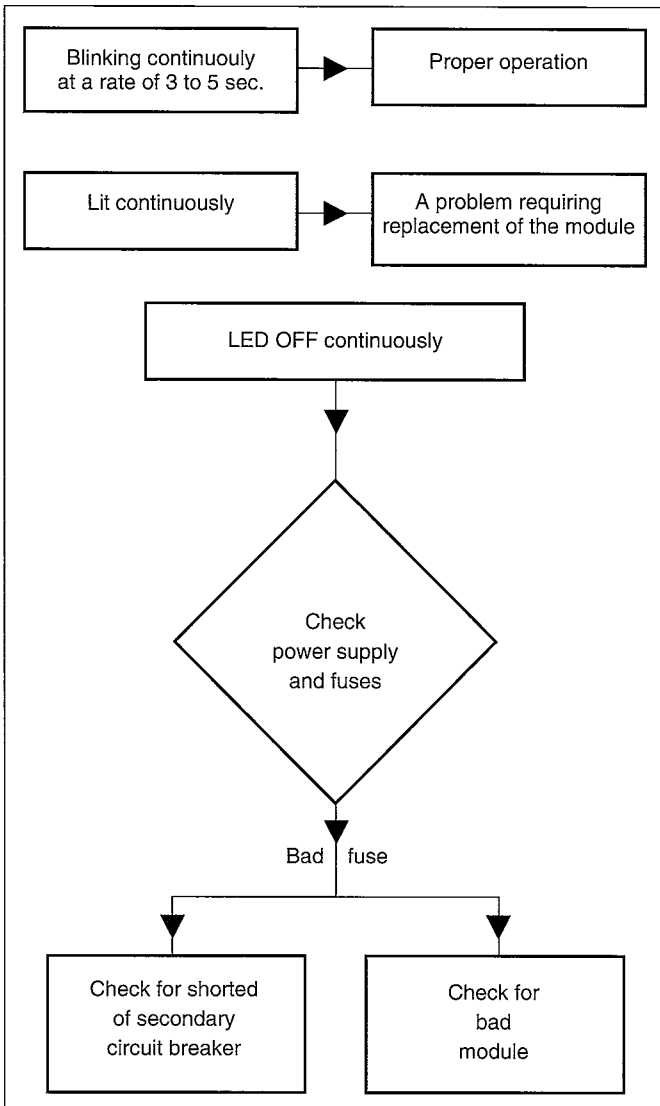 Blinking continouly
at a rate of 3 to 5 sec.
Proper operation
Lit continuously
A problem requiring
replacement of the module
LED OFF continuously
Check
power supply
and fuses
Bad fuse
Check for shorted
of secondary
circuit breaker
Check for
bad
module